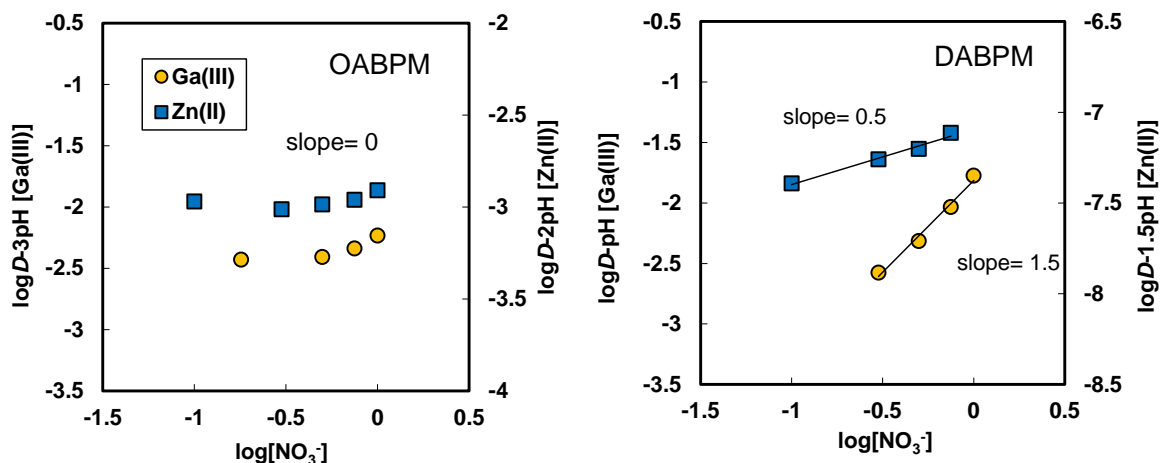 OABPM
Ga(III)
Zn(II)
slope= 0
-0.5
-1
-1.5
-2
-2.5
-3
-3.5
logD-3pH [Ga(III)]
-2
-2.5
-3
-3.5
-4
logD-2pH [Zn(II)]
-1.5
-1
-0.5
0
0.5
log[NO₃⁻]
DABPM
slope= 0.5
slope= 1.5
-0.5
-1
-1.5
-2
-2.5
-3
-3.5
logD-pH [Ga(III)]
-6.5
-7
-7.5
-8
-8.5
logD-1.5pH [Zn(II)]
-1.5
-1
-0.5
0
0.5
log[NO₃⁻]